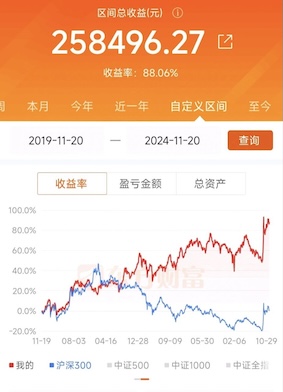 区间总收益(元)
258496.27
收益率：88.06%
周 本月 今年 近一年 自定义区间 至今
2019-11-20 — 2024-11-20 查询
收益率 盈亏金额 总资产
100.0%
80.0%
60.0%
40.0%
20.0%
0.0%
-20.0%
11-19 08-03 04-16 12-28 09-13 05-30 02-06 10-29
我的 沪深300 中证500 中证1000 中证全指